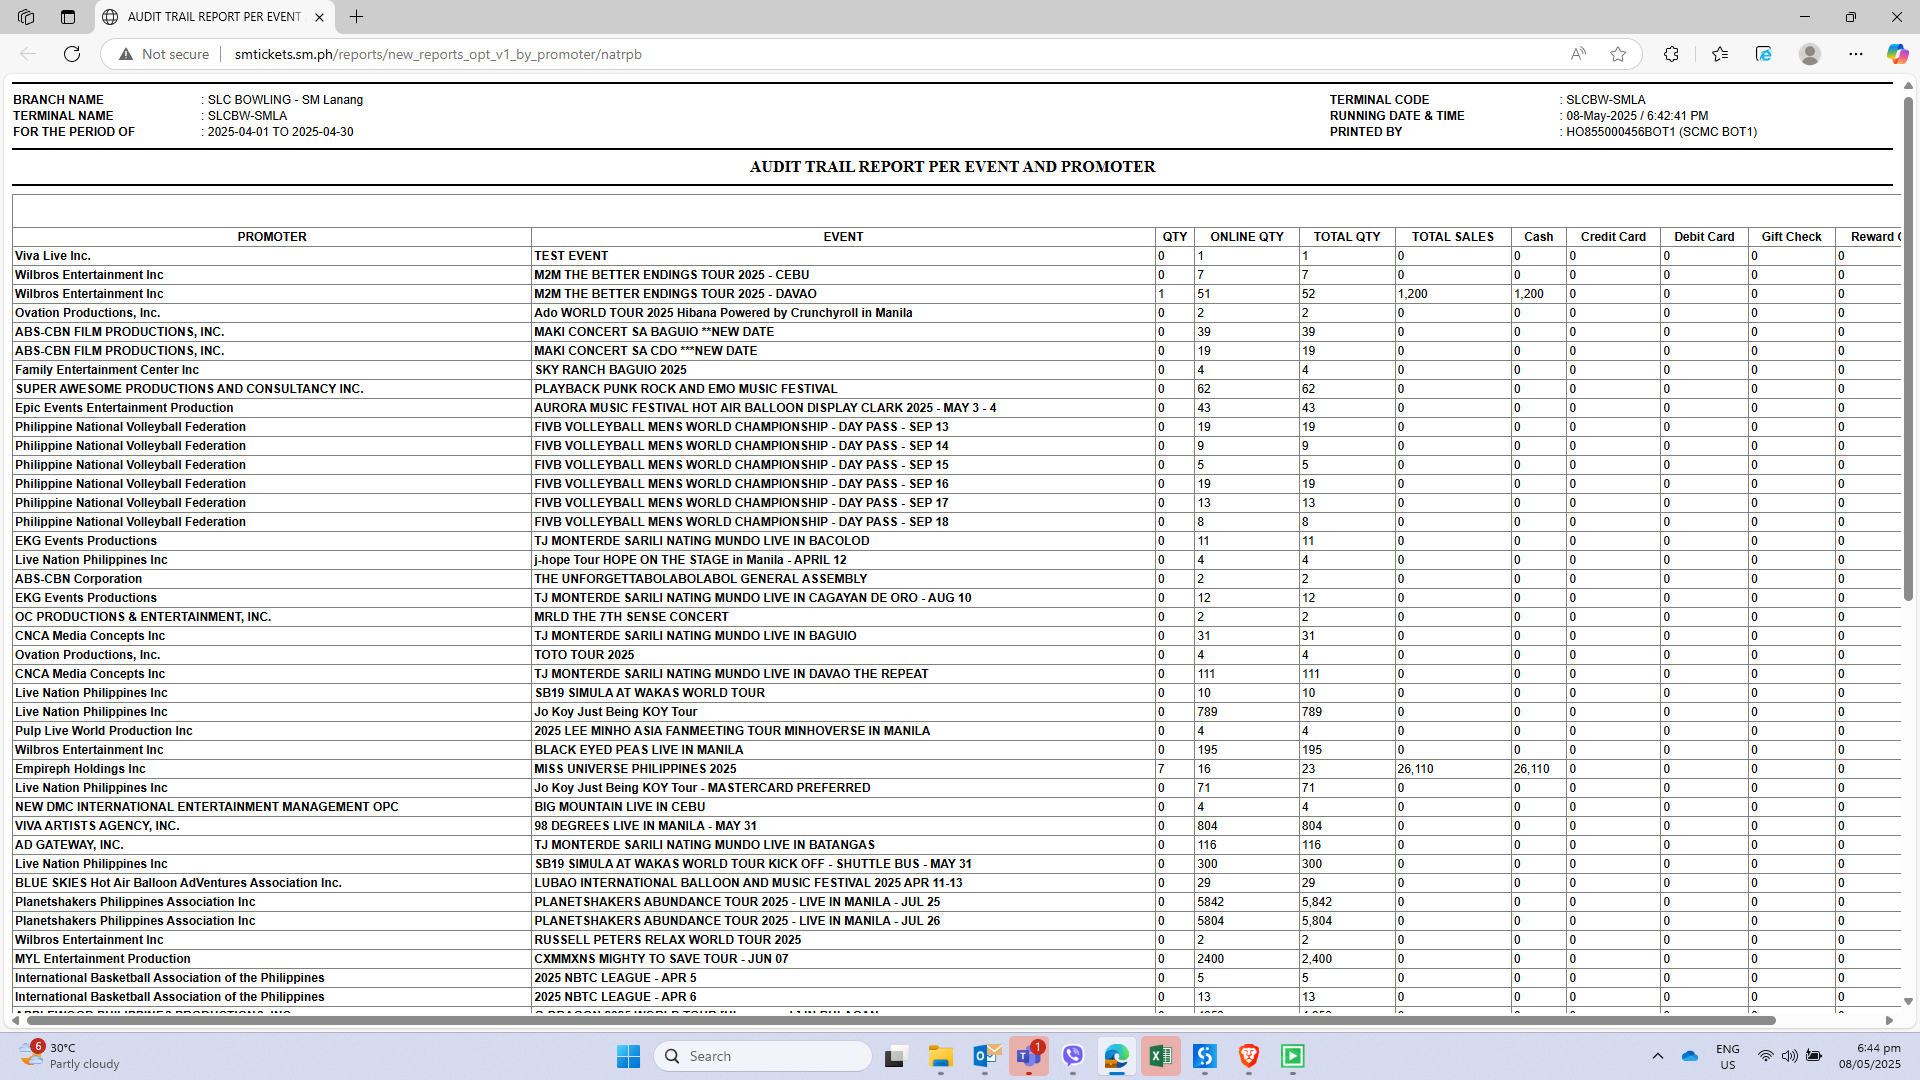 AUDIT TRAIL REPORT PER EVENT
Not secure smtickets.sm.ph/reports/new_reports_opt_v1_by_promoter/natrpb
BRANCH NAME : SLC BOWLING - SM Lanang TERMINAL CODE : SLCBW-SMLA
TERMINAL NAME : SLCBW-SMLA RUNNING DATE & TIME : 08-May-2025 / 6:42:41 PM
FOR THE PERIOD OF : 2025-04-01 TO 2025-04-30 PRINTED BY : HO855000456BOT1 (SCMC BOT1)
AUDIT TRAIL REPORT PER EVENT AND PROMOTER
PROMOTER EVENT QTY ONLINE QTY TOTAL QTY TOTAL SALES Cash Credit Card Debit Card Gift Check Reward
Viva Live Inc. TEST EVENT 0 1 1 0 0 0 0 0 0
Wilbros Entertainment Inc M2M THE BETTER ENDINGS TOUR 2025 - CEBU 0 7 7 0 0 0 0 0 0
Wilbros Entertainment Inc M2M THE BETTER ENDINGS TOUR 2025 - DAVAO 1 51 52 1,200 1,200 0 0 0 0
Ovation Productions, Inc. Ado WORLD TOUR 2025 Hibana Powered by Crunchyroll in Manila 0 2 2 0 0 0 0 0 0
ABS-CBN FILM PRODUCTIONS, INC. MAKI CONCERT SA BAGUIO **NEW DATE 0 39 39 0 0 0 0 0 0
ABS-CBN FILM PRODUCTIONS, INC. MAKI CONCERT SA CDO ***NEW DATE 0 19 19 0 0 0 0 0 0
Family Entertainment Center Inc SKY RANCH BAGUIO 2025 0 4 4 0 0 0 0 0 0
SUPER AWESOME PRODUCTIONS AND CONSULTANCY INC. PLAYBACK PUNK ROCK AND EMO MUSIC FESTIVAL 0 62 62 0 0 0 0 0 0
Epic Events Entertainment Production AURORA MUSIC FESTIVAL HOT AIR BALLOON DISPLAY CLARK 2025 - MAY 3 - 4 0 43 43 0 0 0 0 0 0
Philippine National Volleyball Federation FIVB VOLLEYBALL MENS WORLD CHAMPIONSHIP - DAY PASS - SEP 13 0 19 19 0 0 0 0 0 0
Philippine National Volleyball Federation FIVB VOLLEYBALL MENS WORLD CHAMPIONSHIP - DAY PASS - SEP 14 0 9 9 0 0 0 0 0 0
Philippine National Volleyball Federation FIVB VOLLEYBALL MENS WORLD CHAMPIONSHIP - DAY PASS - SEP 15 0 5 5 0 0 0 0 0 0
Philippine National Volleyball Federation FIVB VOLLEYBALL MENS WORLD CHAMPIONSHIP - DAY PASS - SEP 16 0 19 19 0 0 0 0 0 0
Philippine National Volleyball Federation FIVB VOLLEYBALL MENS WORLD CHAMPIONSHIP - DAY PASS - SEP 17 0 13 13 0 0 0 0 0 0
Philippine National Volleyball Federation FIVB VOLLEYBALL MENS WORLD CHAMPIONSHIP - DAY PASS - SEP 18 0 8 8 0 0 0 0 0 0
EKG Events Productions TJ MONTERDE SARILI NATING MUNDO LIVE IN BACOLOD 0 11 11 0 0 0 0 0 0
Live Nation Philippines Inc j-hope Tour HOPE ON THE STAGE in Manila - APRIL 12 0 4 4 0 0 0 0 0 0
ABS-CBN Corporation THE UNFORGETTABOLABOLABOL GENERAL ASSEMBLY 0 2 2 0 0 0 0 0 0
EKG Events Productions TJ MONTERDE SARILI NATING MUNDO LIVE IN CAGAYAN DE ORO - AUG 10 0 12 12 0 0 0 0 0 0
OC PRODUCTIONS & ENTERTAINMENT, INC. MRLD THE 7TH SENSE CONCERT 0 2 2 0 0 0 0 0 0
CNCA Media Concepts Inc TJ MONTERDE SARILI NATING MUNDO LIVE IN BAGUIO 0 31 31 0 0 0 0 0 0
Ovation Productions, Inc. TOTO TOUR 2025 0 4 4 0 0 0 0 0 0
CNCA Media Concepts Inc TJ MONTERDE SARILI NATING MUNDO LIVE IN DAVAO THE REPEAT 0 111 111 0 0 0 0 0 0
Live Nation Philippines Inc SB19 SIMULA AT WAKAS WORLD TOUR 0 10 10 0 0 0 0 0 0
Live Nation Philippines Inc Jo Koy Just Being KOY Tour 0 789 789 0 0 0 0 0 0
Pulp Live World Production Inc 2025 LEE MINHO ASIA FANMEETING TOUR MINHOVERSE IN MANILA 0 4 4 0 0 0 0 0 0
Wilbros Entertainment Inc BLACK EYED PEAS LIVE IN MANILA 0 195 195 0 0 0 0 0 0
Empireph Holdings Inc MISS UNIVERSE PHILIPPINES 2025 7 16 23 26,110 26,110 0 0 0 0
Live Nation Philippines Inc Jo Koy Just Being KOY Tour - MASTERCARD PREFERRED 0 71 71 0 0 0 0 0 0
NEW DMC INTERNATIONAL ENTERTAINMENT MANAGEMENT OPC BIG MOUNTAIN LIVE IN CEBU 0 4 4 0 0 0 0 0 0
VIVA ARTISTS AGENCY, INC. 98 DEGREES LIVE IN MANILA - MAY 31 0 804 804 0 0 0 0 0 0
AD GATEWAY, INC. TJ MONTERDE SARILI NATING MUNDO LIVE IN BATANGAS 0 116 116 0 0 0 0 0 0
Live Nation Philippines Inc SB19 SIMULA AT WAKAS WORLD TOUR KICK OFF - SHUTTLE BUS - MAY 31 0 300 300 0 0 0 0 0 0
BLUE SKIES Hot Air Balloon AdVentures Association Inc. LUBAO INTERNATIONAL BALLOON AND MUSIC FESTIVAL 2025 APR 11-13 0 29 29 0 0 0 0 0 0
Planetshakers Philippines Association Inc PLANETSHAKERS ABUNDANCE TOUR 2025 - LIVE IN MANILA - JUL 25 0 5842 5,842 0 0 0 0 0 0
Planetshakers Philippines Association Inc PLANETSHAKERS ABUNDANCE TOUR 2025 - LIVE IN MANILA - JUL 26 0 5804 5,804 0 0 0 0 0 0
Wilbros Entertainment Inc RUSSELL PETERS RELAX WORLD TOUR 2025 0 2 2 0 0 0 0 0 0
MYL Entertainment Production CXMMXNS MIGHTY TO SAVE TOUR - JUN 07 0 2400 2,400 0 0 0 0 0 0
International Basketball Association of the Philippines 2025 NBTC LEAGUE - APR 5 0 5 5 0 0 0 0 0 0
International Basketball Association of the Philippines 2025 NBTC LEAGUE - APR 6 0 13 13 0 0 0 0 0 0
6 30°C
Partly cloudy
Search
1
ENG
US
6:44 pm
08/05/2025